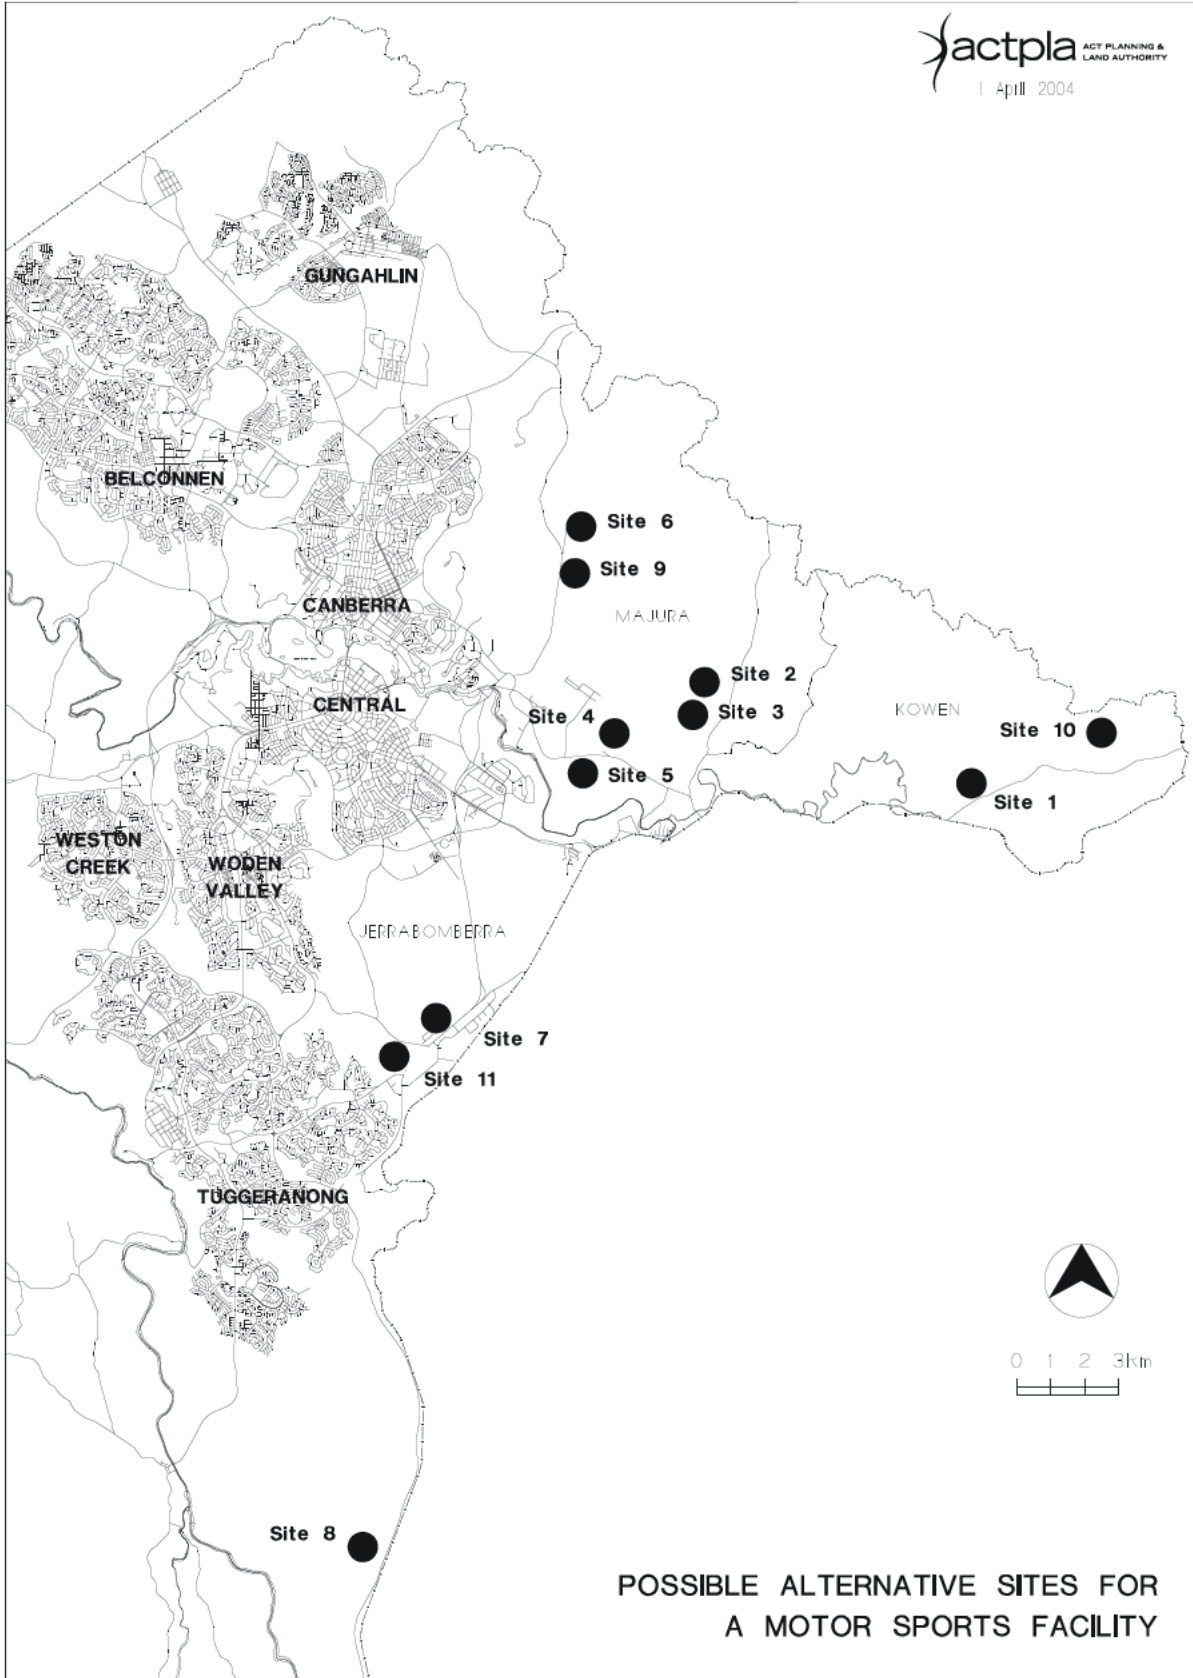 actpla ACT PLANNING &
LAND AUTHORITY
1 April 2004
GUNGAHLIN
BELCONNEN
Site 6
Site 9
CANBERRA
MAJURA
Site 2
CENTRAL
Site 4
Site 3
KOWEN
Site 10
Site 5
Site 1
WESTON
CREEK
WODEN
VALLEY
JERRABOMBERRA
Site 7
Site 11
TUGGERANONG
0 1 2 3km
Site 8
POSSIBLE ALTERNATIVE SITES FOR
A MOTOR SPORTS FACILITY